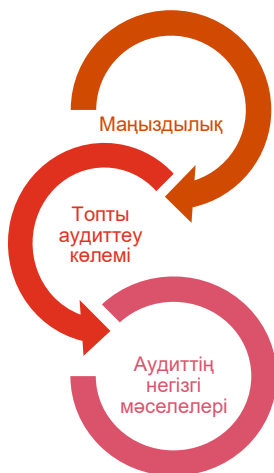 Маңыздылық
Топты
аудиттеу
көлемі
Аудиттің
негізгі
мәселелері